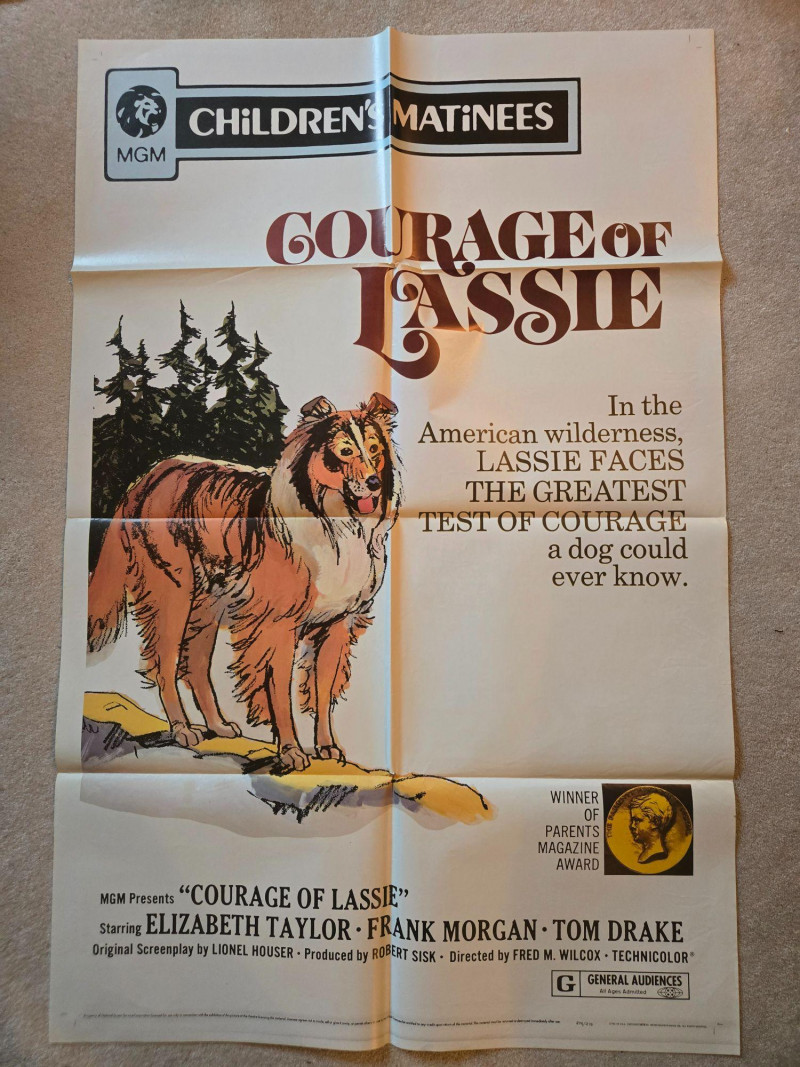 MGM
CHiLDREN'S MATiNEES
COURAGE OF
LASSIE
In the
American wilderness,
LASSIE FACES
THE GREATEST
TEST OF COURAGE
a dog could
ever know.
WINNER
OF
PARENTS
MAGAZINE
AWARD
MGM Presents "COURAGE OF LASSIE"
Starring ELIZABETH TAYLOR · FRANK MORGAN · TOM DRAKE
Original Screenplay by LIONEL HOUSER · Produced by ROBERT SISK · Directed by FRED M. WILCOX · TECHNICOLOR®
G GENERAL AUDIENCES
All Ages Admitted